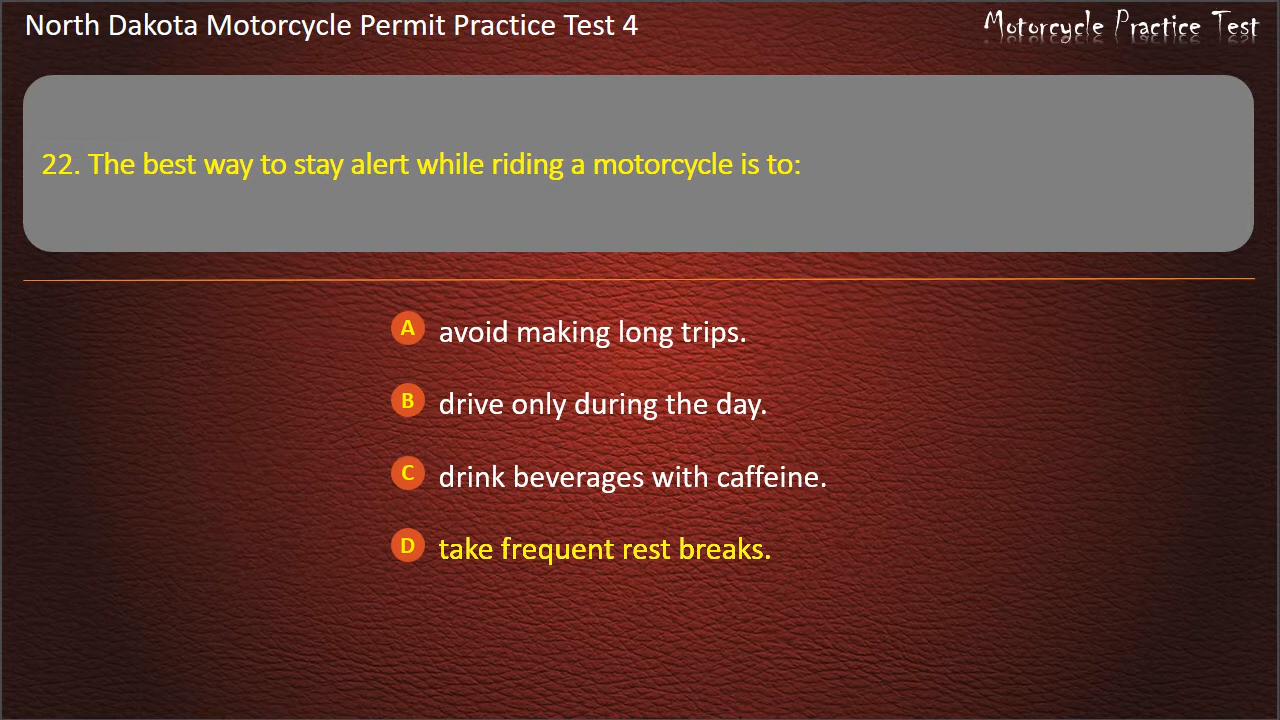 North Dakota Motorcycle Permit Practice Test 4
Motorcycle Practice Test
22. The best way to stay alert while riding a motorcycle is to:
A avoid making long trips.
B drive only during the day.
C drink beverages with caffeine.
D take frequent rest breaks.